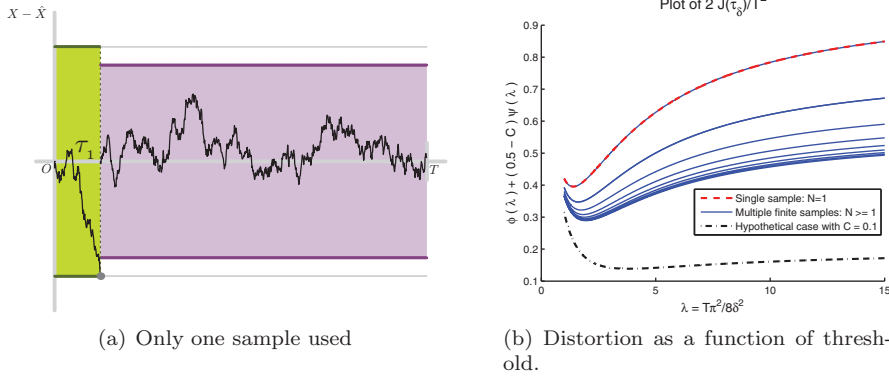 X − X̂
τ₁
O
T
(a) Only one sample used
Plot of 2 J(τ_δ)/T
0.9
0.8
0.7
0.6
0.5
0.4
0.3
0.2
0.1
ϕ ( λ ) + ( 0.5 − C ) ψ ( λ )
Single sample: N=1
Multiple finite samples: N >= 1
Hypothetical case with C = 0.1
0 5 10 15
λ = Tπ²/8δ²
(b) Distortion as a function of thresh-
old.